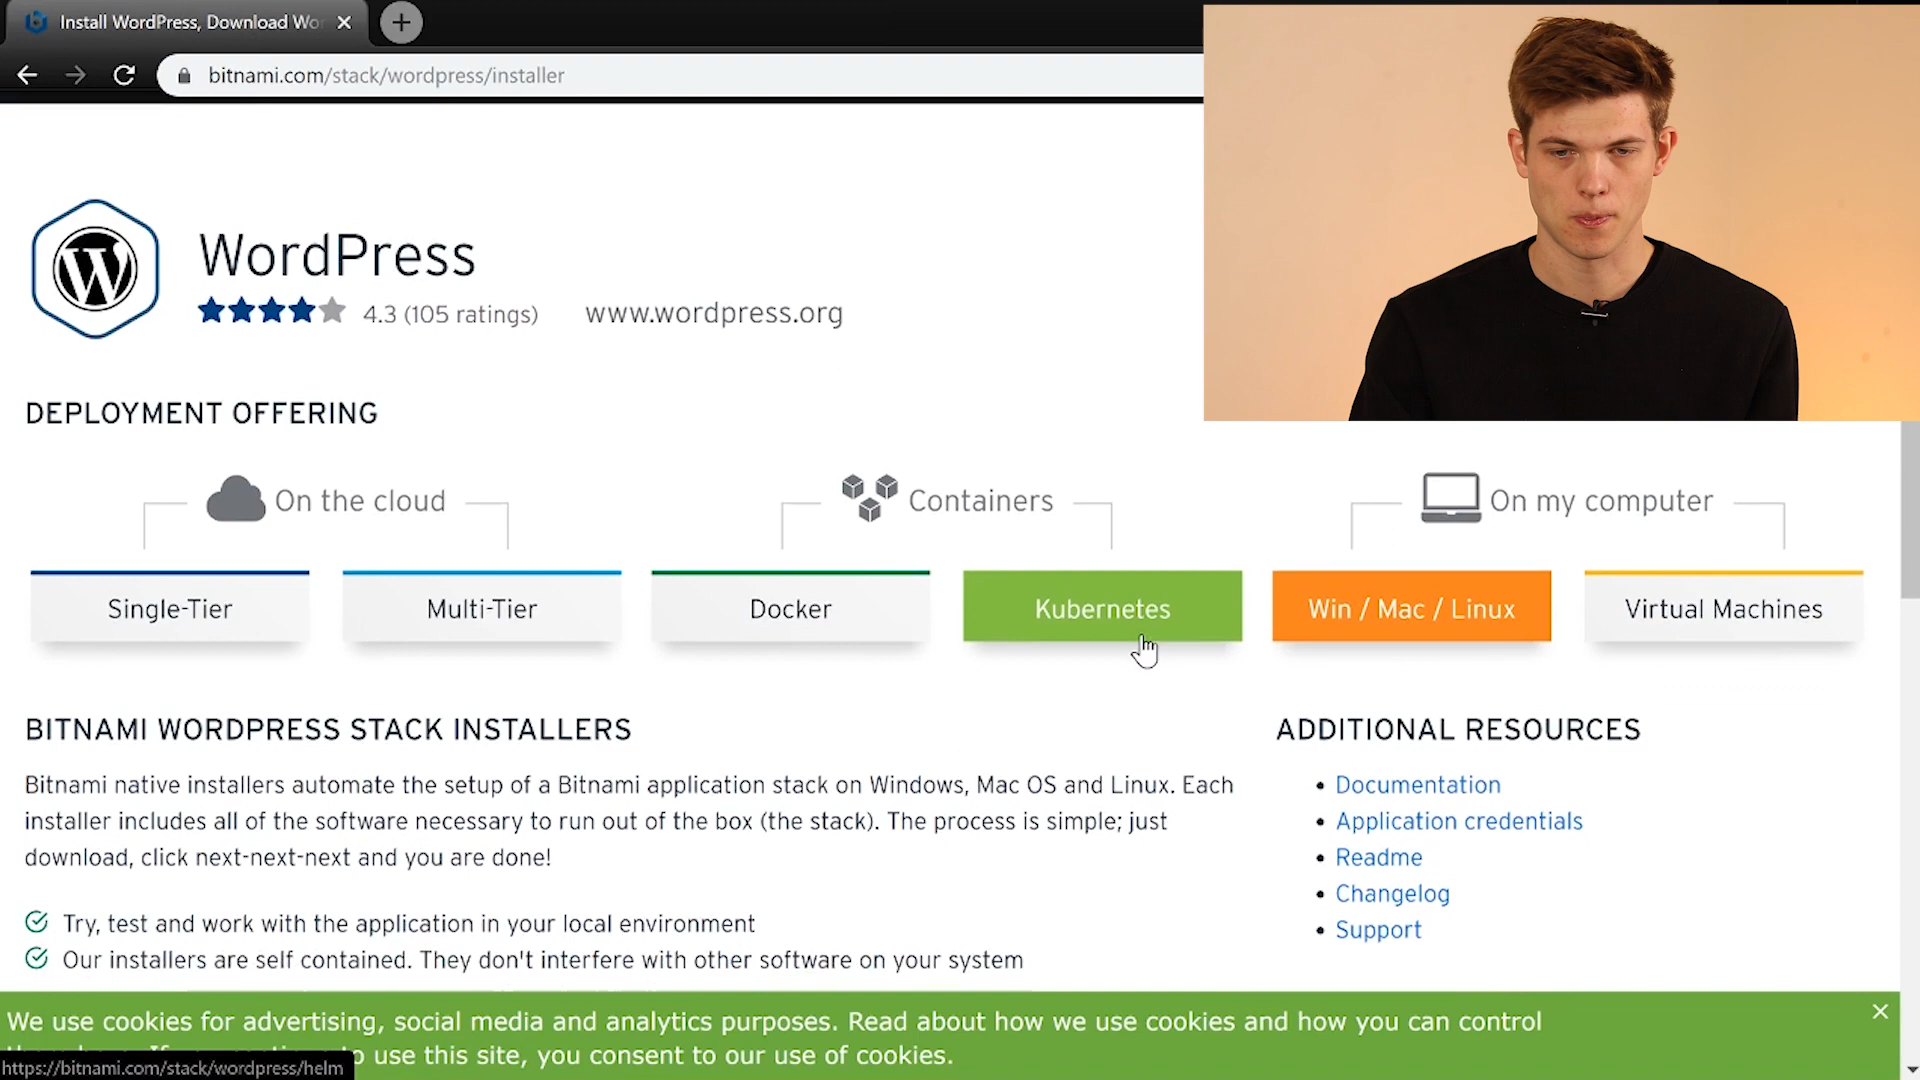 Install WordPress, Download Wo
bitnami.com/stack/wordpress/installer
WordPress
4.3 (105 ratings)
www.wordpress.org
DEPLOYMENT OFFERING
On the cloud
Containers
On my computer
Single-Tier
Multi-Tier
Docker
Kubernetes
Win / Mac / Linux
Virtual Machines
BITNAMI WORDPRESS STACK INSTALLERS
Bitnami native installers automate the setup of a Bitnami application stack on Windows, Mac OS and Linux. Each
installer includes all of the software necessary to run out of the box (the stack). The process is simple; just
download, click next-next-next and you are done!
Try, test and work with the application in your local environment
Our installers are self contained. They don't interfere with other software on your system
ADDITIONAL RESOURCES
Documentation
Application credentials
Readme
Changelog
Support
We use cookies for advertising, social media and analytics purposes. Read about how we use cookies and how you can control
use this site, you consent to our use of cookies.
https://bitnami.com/stack/wordpress/helm